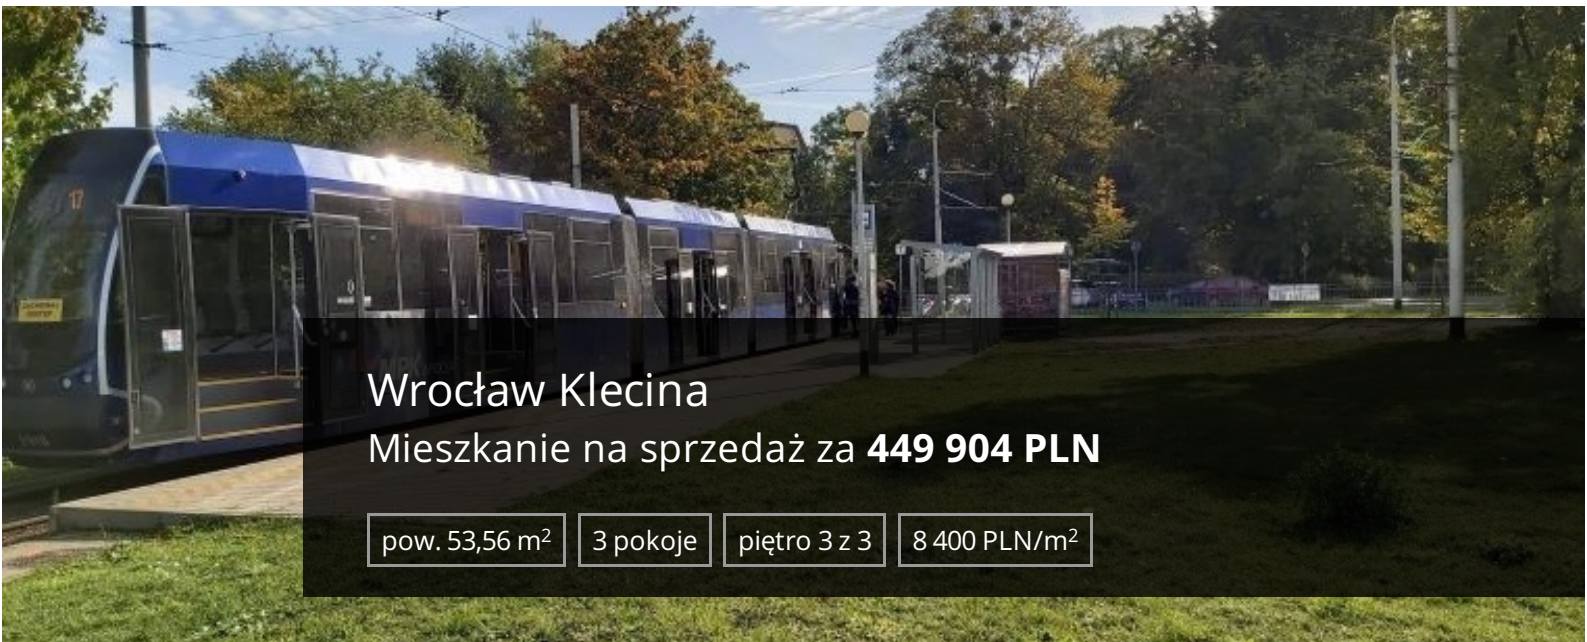 17
Wrocław Klecina
Mieszkanie na sprzedaż za 449 904 PLN
pow. 53,56 m²
3 pokoje
piętro 3 z 3
8 400 PLN/m²